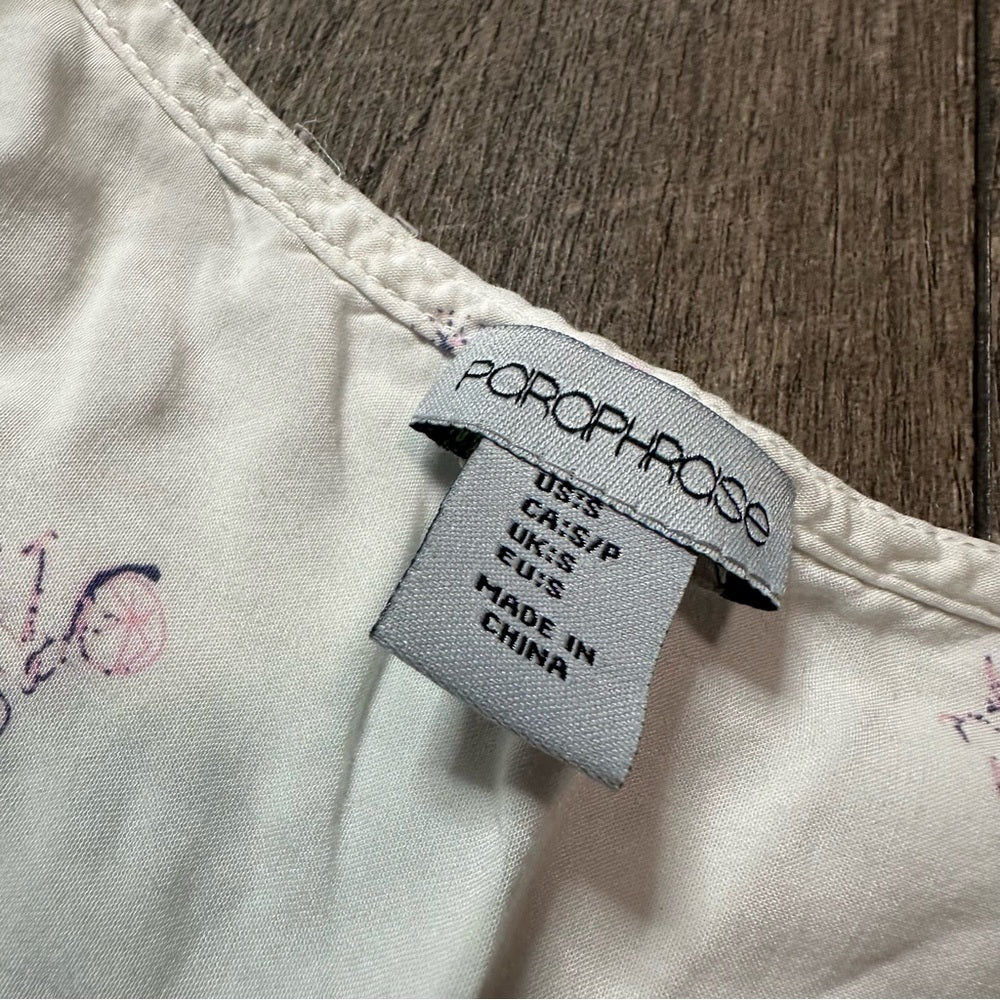 PARAPHRASE
US:S
CA:S/P
UK:S
EU:S
MADE IN
CHINA